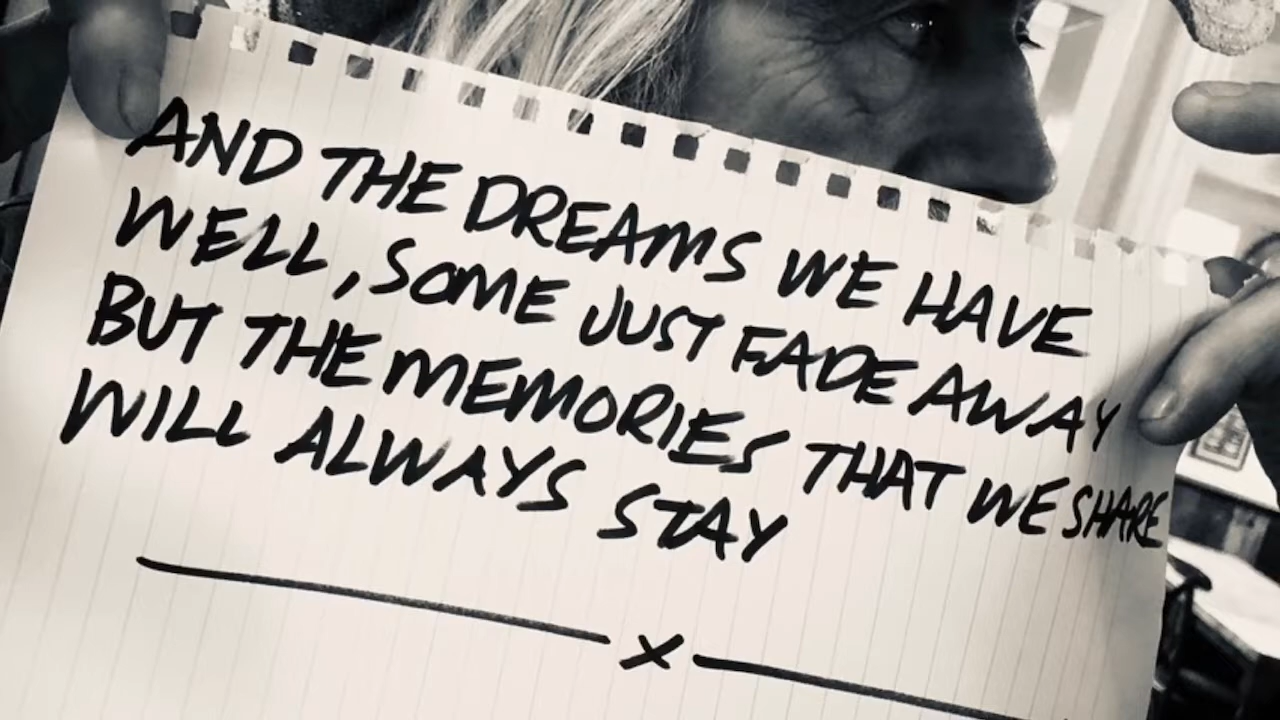 AND THE DREAMS WE HAVE
WELL, SOME JUST FADE AWAY
BUT THE MEMORIES THAT WE SHARE
WILL ALWAYS STAY
x